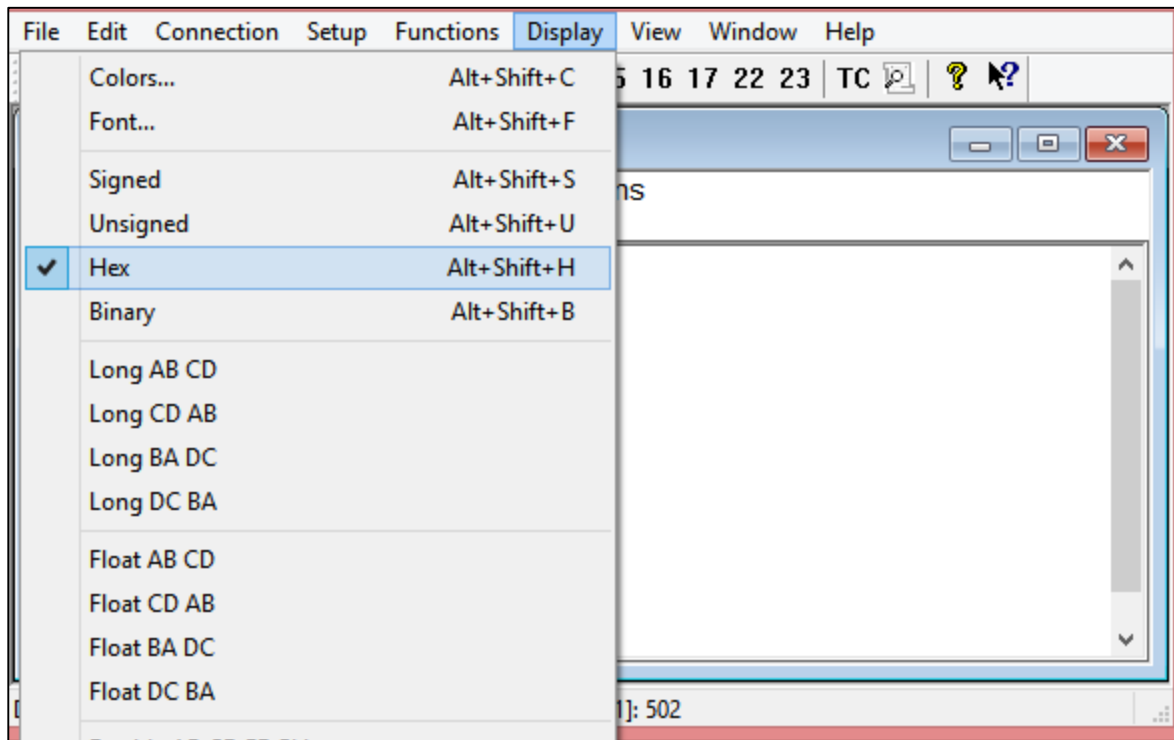 File Edit Connection Setup Functions Display View Window Help
Colors... Alt+Shift+C
16 17 22 23 TC
Font... Alt+Shift+F
Signed Alt+Shift+S
Unsigned Alt+Shift+U
Hex Alt+Shift+H
Binary Alt+Shift+B
Long AB CD
Long CD AB
Long BA DC
Long DC BA
Float AB CD
Float CD AB
Float BA DC
Float DC BA
]: 502